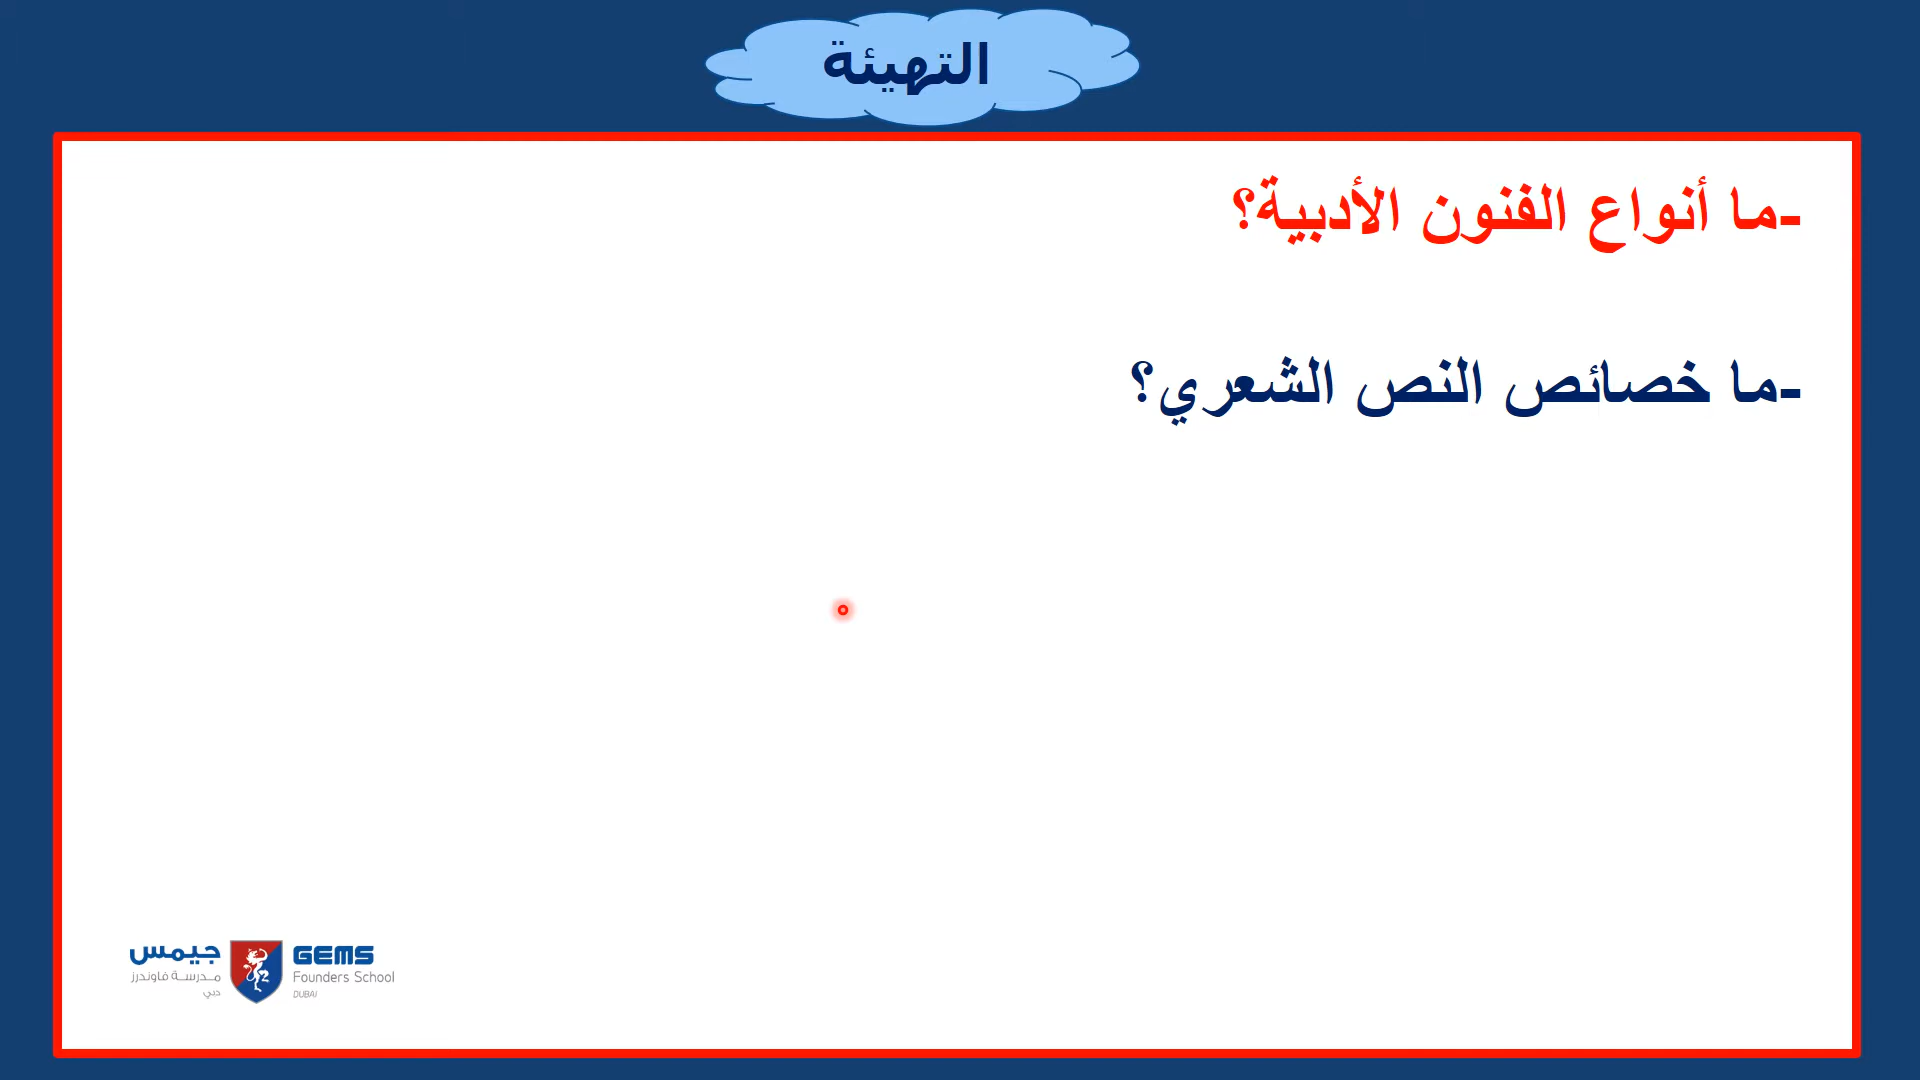 التهيئة
-ما أنواع الفنون الأدبية؟
-ما خصائص النص الشعري؟
جيمس
مدرسة فاوندرز
دبي
GEMS
Founders School
DUBAI